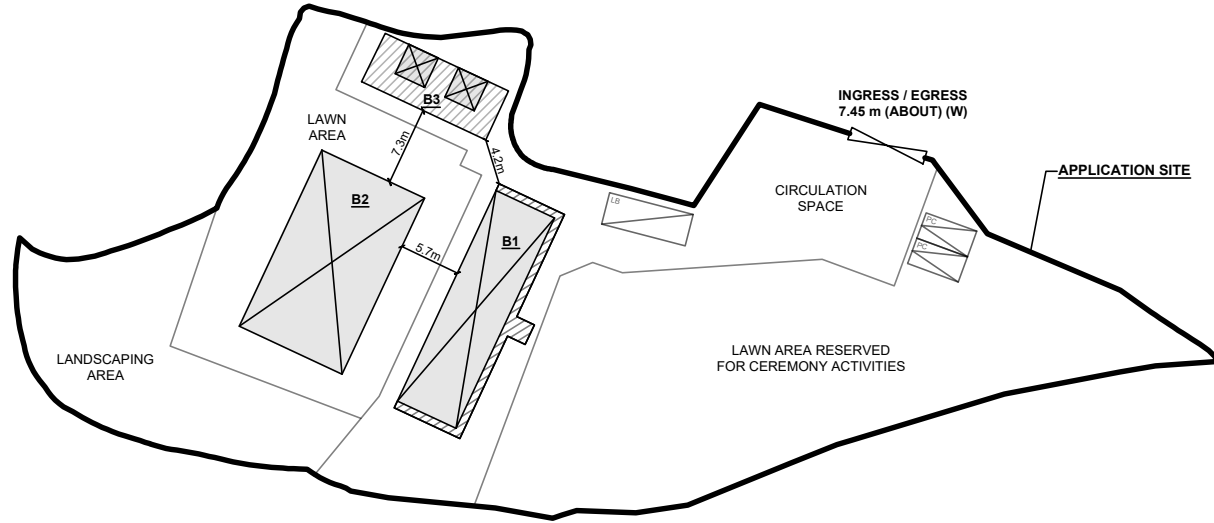 INGRESS / EGRESS
7.45 m (ABOUT) (W)
B3
LAWN
AREA
7.3m
4.2m
APPLICATION SITE
CIRCULATION
SPACE
B2
LB
B1
PC
PC
5.7m
LANDSCAPING
AREA
LAWN AREA RESERVED
FOR CEREMONY ACTIVITIES